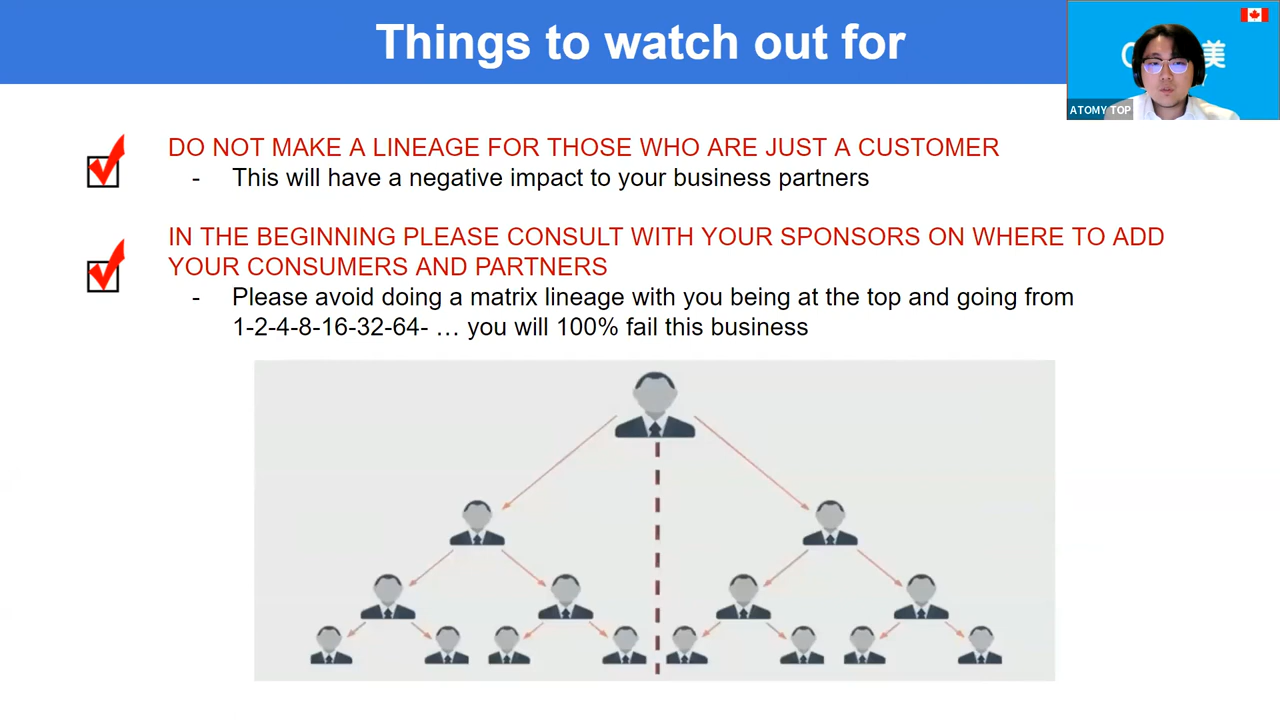 Things to watch out for
美
ATOMY TOP
DO NOT MAKE A LINEAGE FOR THOSE WHO ARE JUST A CUSTOMER
- This will have a negative impact to your business partners
IN THE BEGINNING PLEASE CONSULT WITH YOUR SPONSORS ON WHERE TO ADD
YOUR CONSUMERS AND PARTNERS
- Please avoid doing a matrix lineage with you being at the top and going from
1-2-4-8-16-32-64- … you will 100% fail this business